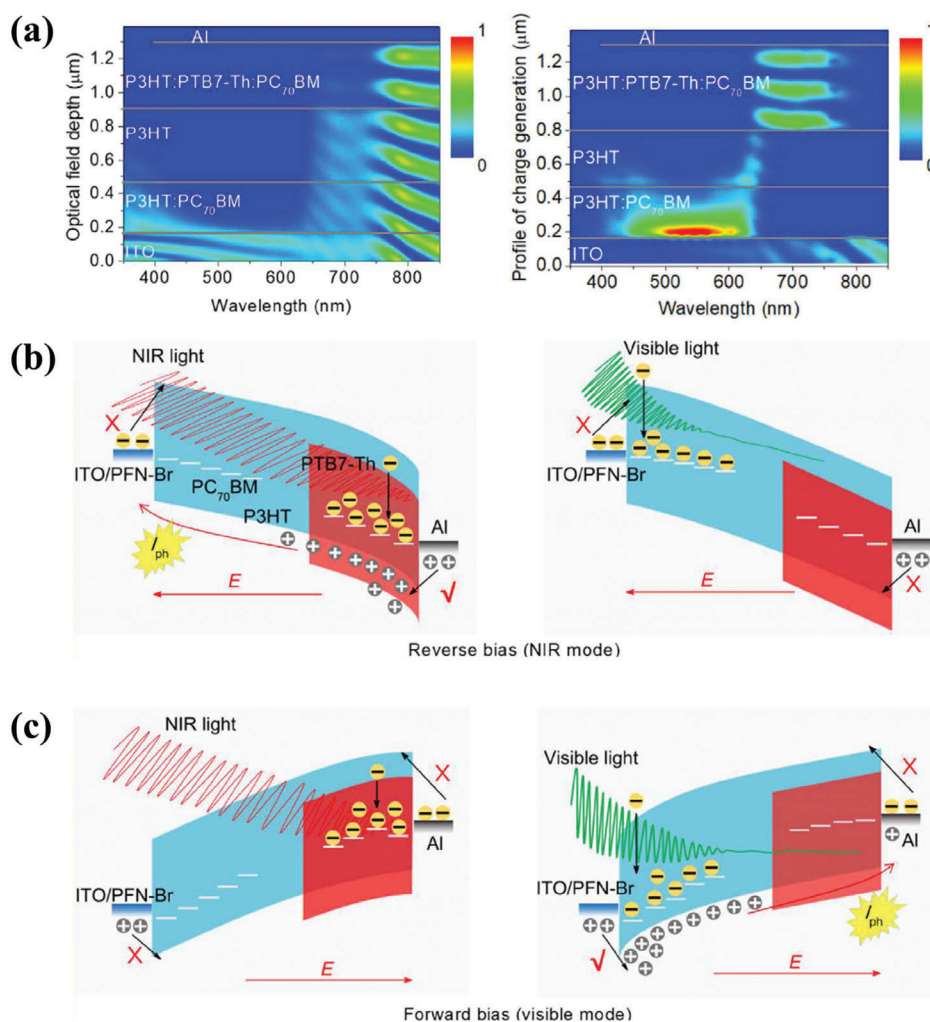 (a)
Optical field depth (μm)
1.2
1.0
0.8
0.6
0.4
0.2
0.0
Al
P3HT:PTB7-Th:PC70BM
P3HT
P3HT:PC70BM
ITO
400 500 600 700 800
Wavelength (nm)
1
0
Profile of charge generation (μm)
1.2
1.0
0.8
0.6
0.4
0.2
0.0
Al
P3HT:PTB7-Th:PC70BM
P3HT
P3HT:PC70BM
ITO
400 500 600 700 800
Wavelength (nm)
1
0
(b)
NIR light
X
ITO/PFN-Br
PC70BM
PTB7-Th
P3HT
Al
Iph
E
√
Visible light
X
ITO/PFN-Br
Al
X
E
Reverse bias (NIR mode)
(c)
NIR light
X
Al
ITO/PFN-Br
X
E
Visible light
X
Al
ITO/PFN-Br
Iph
√
E
Forward bias (visible mode)